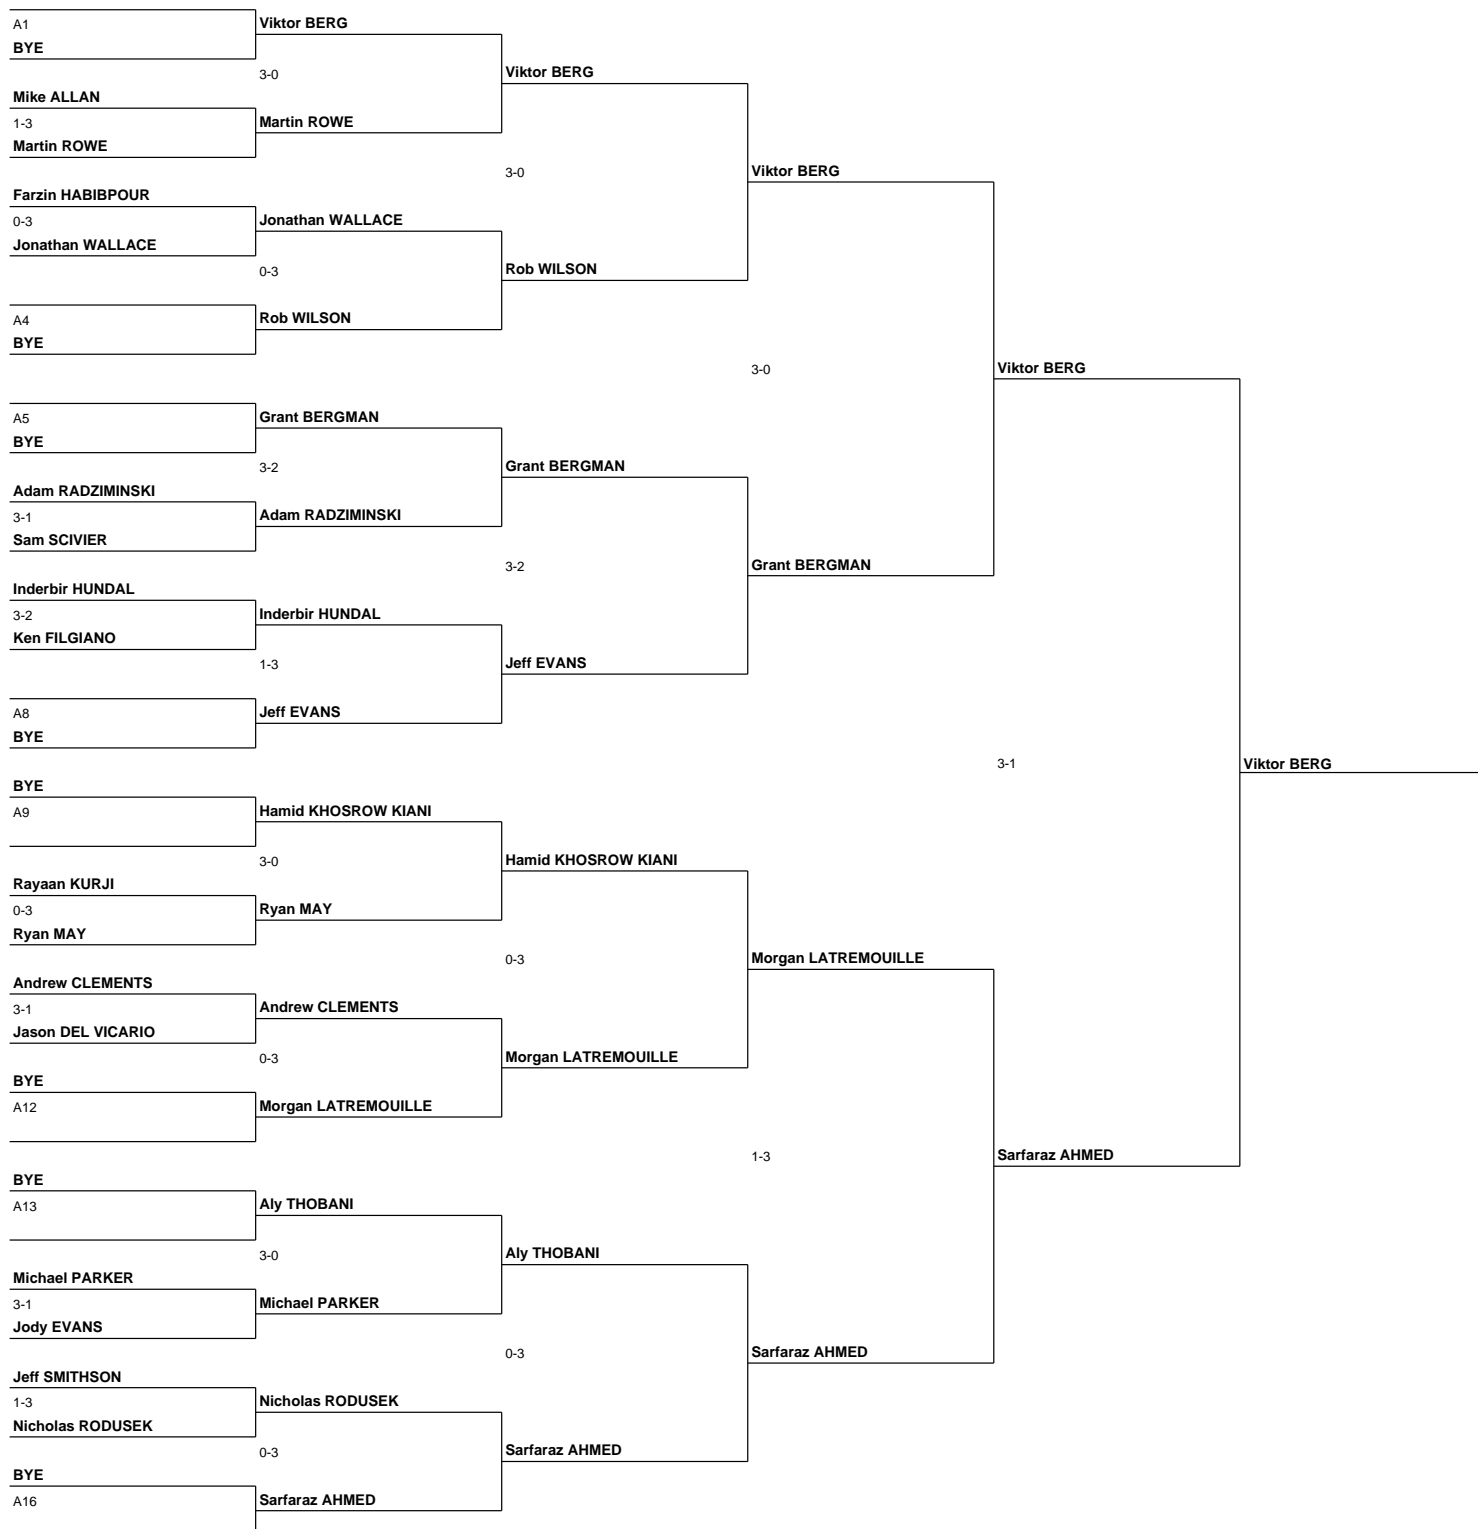 A1
BYE
Mike ALLAN
1-3
Martin ROWE
Farzin HABIBPOUR
0-3
Jonathan WALLACE
A4
BYE
A5
BYE
Adam RADZIMINSKI
3-1
Sam SCIVIER
Inderbir HUNDAL
3-2
Ken FILGIANO
A8
BYE
BYE
A9
Rayaan KURJI
0-3
Ryan MAY
Andrew CLEMENTS
3-1
Jason DEL VICARIO
BYE
A12
BYE
A13
Michael PARKER
3-1
Jody EVANS
Jeff SMITHSON
1-3
Nicholas RODUSEK
BYE
A16
Viktor BERG
3-0
Martin ROWE
Jonathan WALLACE
0-3
Rob WILSON
Grant BERGMAN
3-2
Adam RADZIMINSKI
Inderbir HUNDAL
1-3
Jeff EVANS
Hamid KHOSROW KIANI
3-0
Ryan MAY
Andrew CLEMENTS
0-3
Morgan LATREMOUILLE
Aly THOBANI
3-0
Michael PARKER
Nicholas RODUSEK
0-3
Sarfaraz AHMED
Viktor BERG
3-0
Rob WILSON
Grant BERGMAN
3-2
Jeff EVANS
Hamid KHOSROW KIANI
0-3
Morgan LATREMOUILLE
Aly THOBANI
0-3
Sarfaraz AHMED
Viktor BERG
3-0
Grant BERGMAN
Morgan LATREMOUILLE
1-3
Sarfaraz AHMED
Viktor BERG
3-1
Sarfaraz AHMED
Viktor BERG